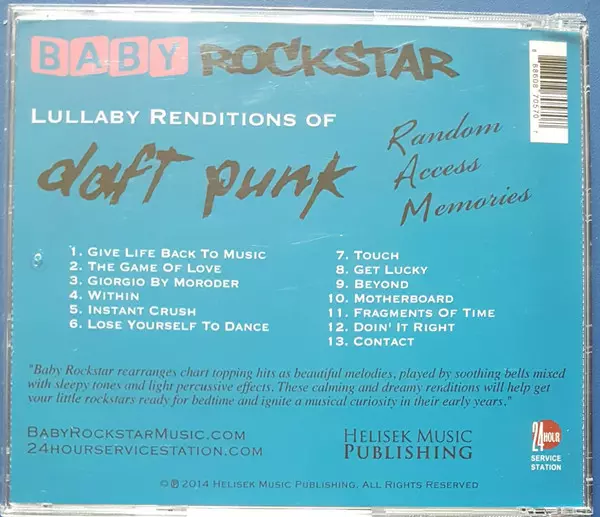 BABY ROCKSTAR
LULLABY RENDITIONS OF
daft punk
Random
Access
Memories
1. GIVE LIFE BACK TO MUSIC
2. THE GAME OF LOVE
3. GIORGIO BY MORODER
4. WITHIN
5. INSTANT CRUSH
6. LOSE YOURSELF TO DANCE
7. TOUCH
8. GET LUCKY
9. BEYOND
10. MOTHERBOARD
11. FRAGMENTS OF TIME
12. DOIN' IT RIGHT
13. CONTACT
"Baby Rockstar rearranges chart topping hits as beautiful melodies, played by soothing bells mixed
with sleepy tones and light percussive effects. These calming and dreamy renditions will help get
your little rockstars ready for bedtime and ignite a musical curiosity in their early years."
BABYROCKSTARMUSIC.COM
24HOURSERVICESTATION.COM
HELISEK MUSIC
PUBLISHING
24 HOUR
SERVICE
STATION
©℗ 2014 HELISEK MUSIC PUBLISHING. ALL RIGHTS RESERVED